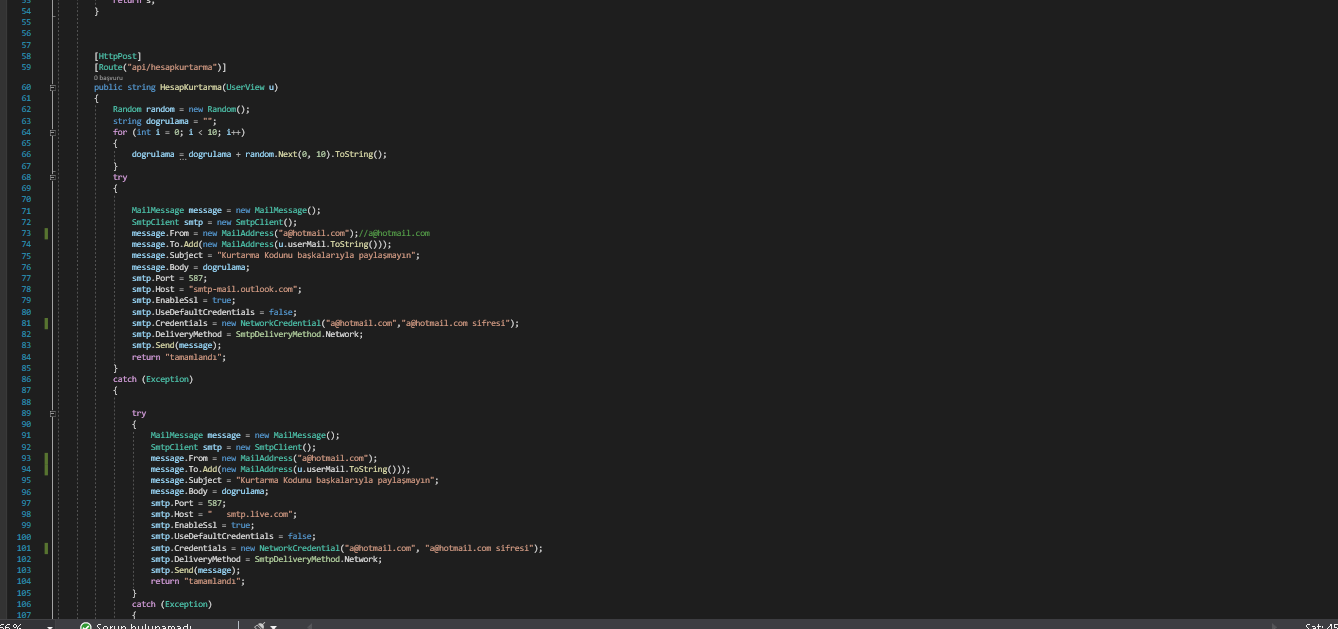 53 return s;
54 }
55
56
57
58 [HttpPost]
59 [Route("api/hesapkurtarma")]
0 başvuru
60 public string HesapKurtarma(UserView u)
61 {
62 Random random = new Random();
63 string dogrulama = "";
64 for (int i = 0; i < 10; i++)
65 {
66 dogrulama = dogrulama + random.Next(0, 10).ToString();
67 }
68 try
69 {
70
71 MailMessage message = new MailMessage();
72 SmtpClient smtp = new SmtpClient();
73 message.From = new MailAddress("a@hotmail.com");//a@hotmail.com
74 message.To.Add(new MailAddress(u.userMail.ToString()));
75 message.Subject = "Kurtarma Kodunu başkalarıyla paylaşmayın";
76 message.Body = dogrulama;
77 smtp.Port = 587;
78 smtp.Host = "smtp-mail.outlook.com";
79 smtp.EnableSsl = true;
80 smtp.UseDefaultCredentials = false;
81 smtp.Credentials = new NetworkCredential("a@hotmail.com","a@hotmail.com sifresi");
82 smtp.DeliveryMethod = SmtpDeliveryMethod.Network;
83 smtp.Send(message);
84 return "tamamlandı";
85 }
86 catch (Exception)
87 {
88
89 try
90 {
91 MailMessage message = new MailMessage();
92 SmtpClient smtp = new SmtpClient();
93 message.From = new MailAddress("a@hotmail.com");
94 message.To.Add(new MailAddress(u.userMail.ToString()));
95 message.Subject = "Kurtarma Kodunu başkalarıyla paylaşmayın";
96 message.Body = dogrulama;
97 smtp.Port = 587;
98 smtp.Host = "   smtp.live.com";
99 smtp.EnableSsl = true;
100 smtp.UseDefaultCredentials = false;
101 smtp.Credentials = new NetworkCredential("a@hotmail.com", "a@hotmail.com sifresi");
102 smtp.DeliveryMethod = SmtpDeliveryMethod.Network;
103 smtp.Send(message);
104 return "tamamlandı";
105 }
106 catch (Exception)
107 {
66 % Sorun bulunamadı Sat: 45